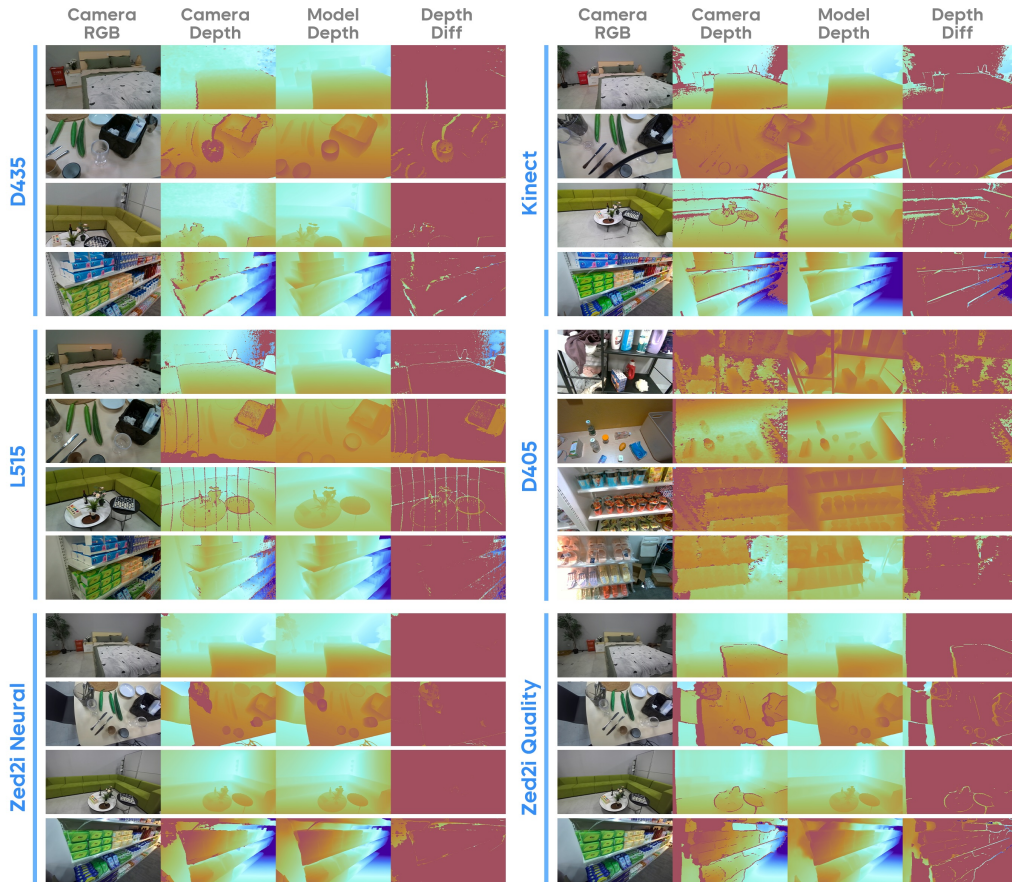 Camera RGB
Camera Depth
Model Depth
Depth Diff
Camera RGB
Camera Depth
Model Depth
Depth Diff
D435
Kinect
L515
D405
Zed2i Neural
Zed2i Quality